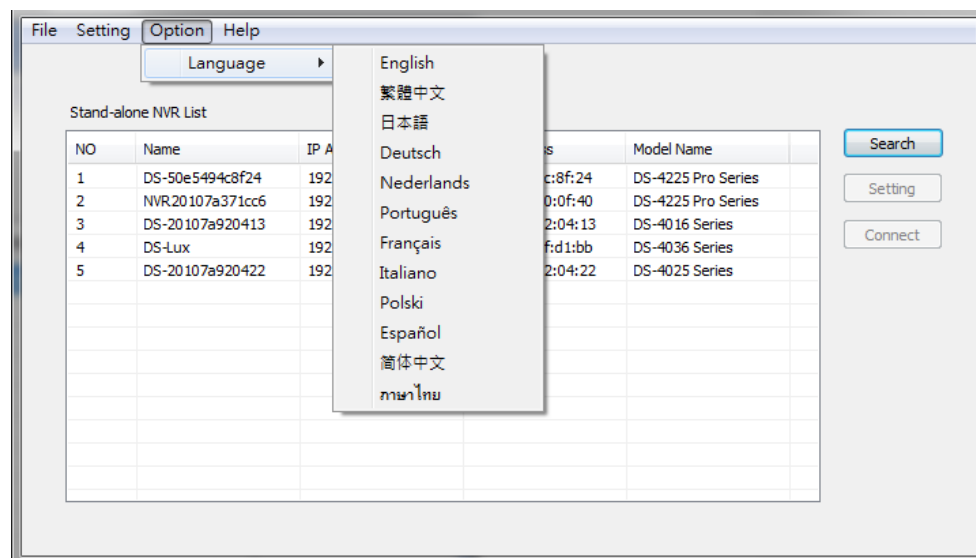 File Setting Option Help
Language
English
繁體中文
日本語
Deutsch
Nederlands
Português
Français
Italiano
Polski
Español
简体中文
ภาษาไทย
Stand-alone NVR List
NO Name IP A ss Model Name
1 DS-50e5494c8f24 192 c:8f:24 DS-4225 Pro Series
2 NVR20107a371cc6 192 0:0f:40 DS-4225 Pro Series
3 DS-20107a920413 192 2:04:13 DS-4016 Series
4 DS-Lux 192 f:d1:bb DS-4036 Series
5 DS-20107a920422 192 2:04:22 DS-4025 Series
Search
Setting
Connect